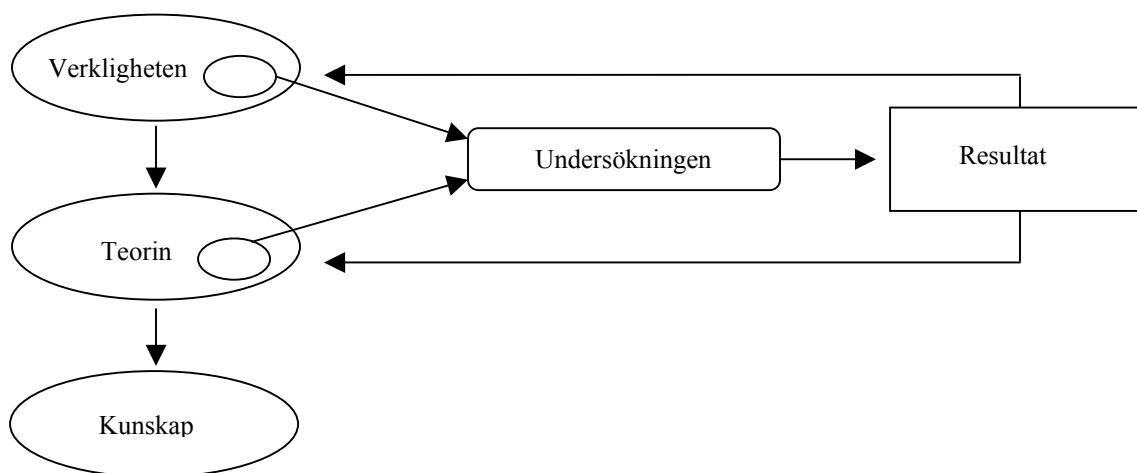 Verkligheten
Undersökningen
Resultat
Teorin
Kunskap